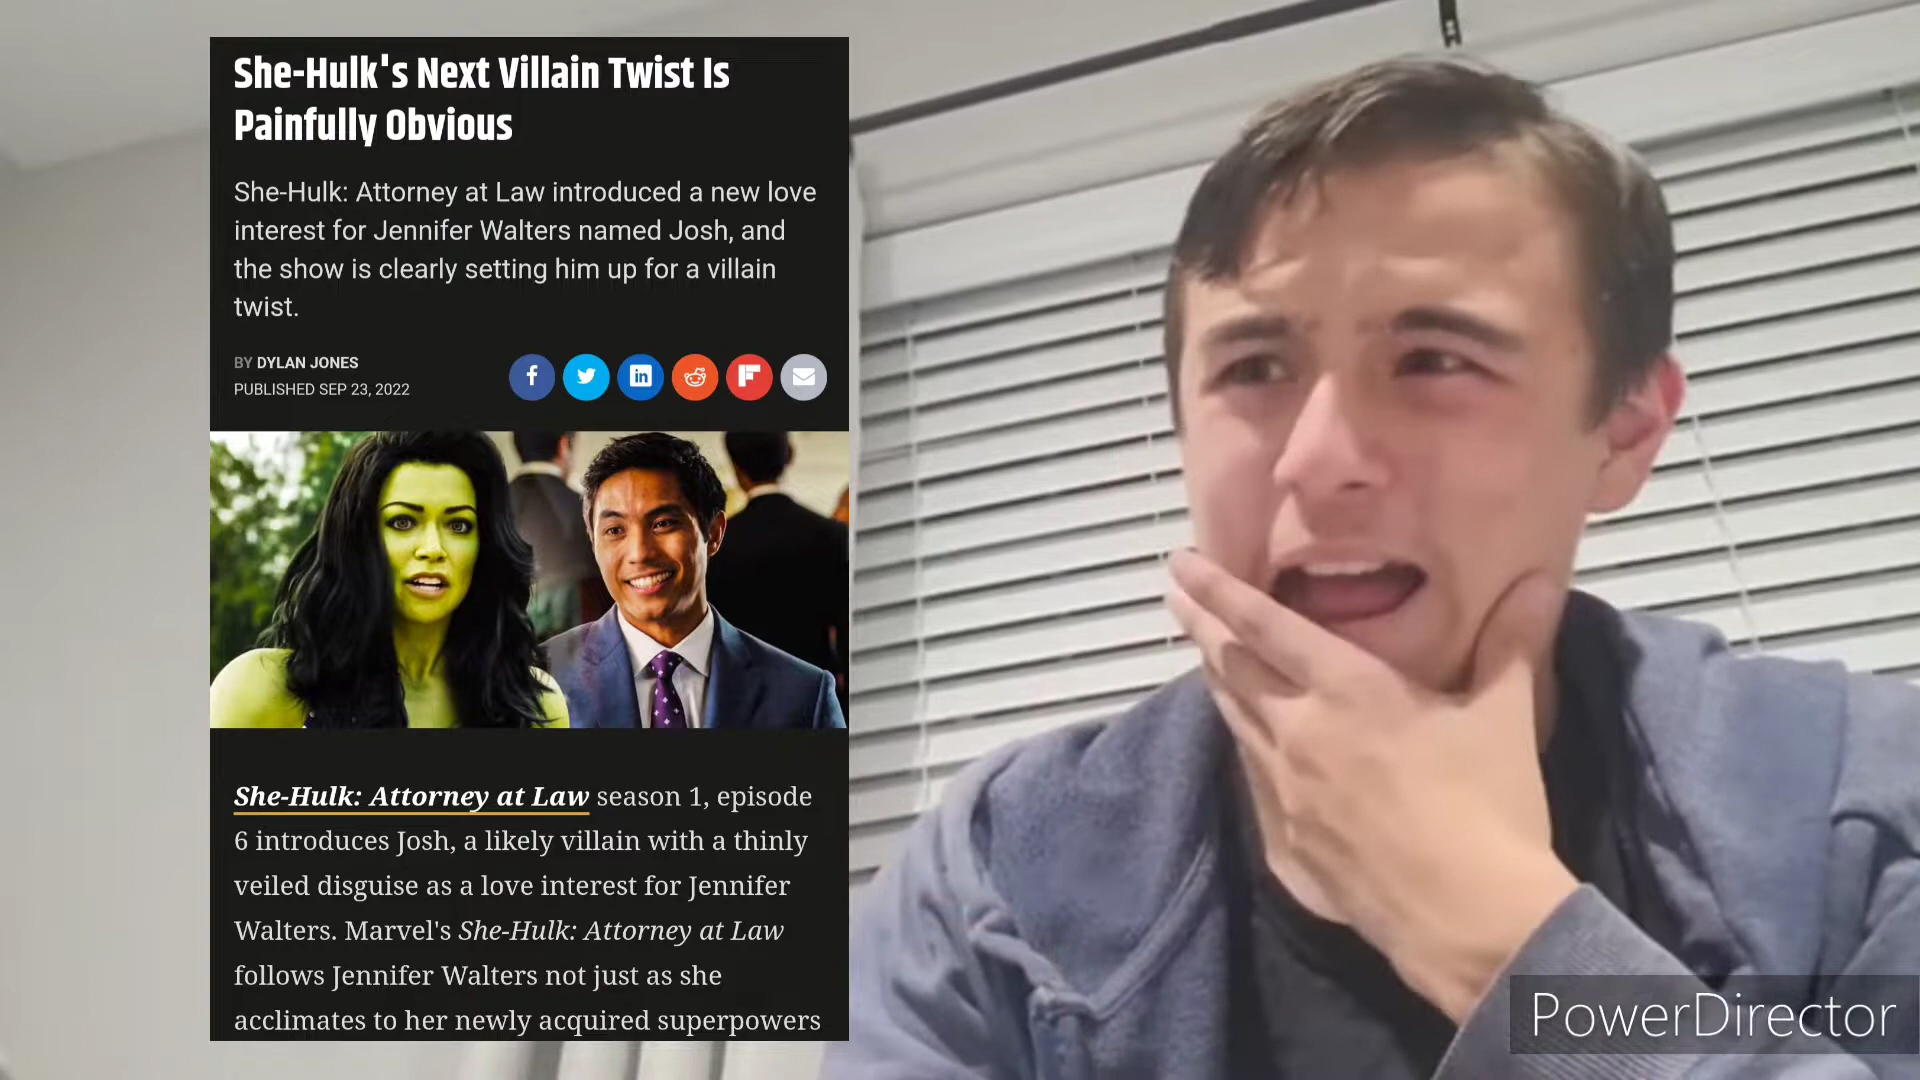 She-Hulk's Next Villain Twist Is
Painfully Obvious
She-Hulk: Attorney at Law introduced a new love
interest for Jennifer Walters named Josh, and
the show is clearly setting him up for a villain
twist.
BY DYLAN JONES
PUBLISHED SEP 23, 2022
She-Hulk: Attorney at Law season 1, episode
6 introduces Josh, a likely villain with a thinly
veiled disguise as a love interest for Jennifer
Walters. Marvel's She-Hulk: Attorney at Law
follows Jennifer Walters not just as she
acclimates to her newly acquired superpowers
PowerDirector